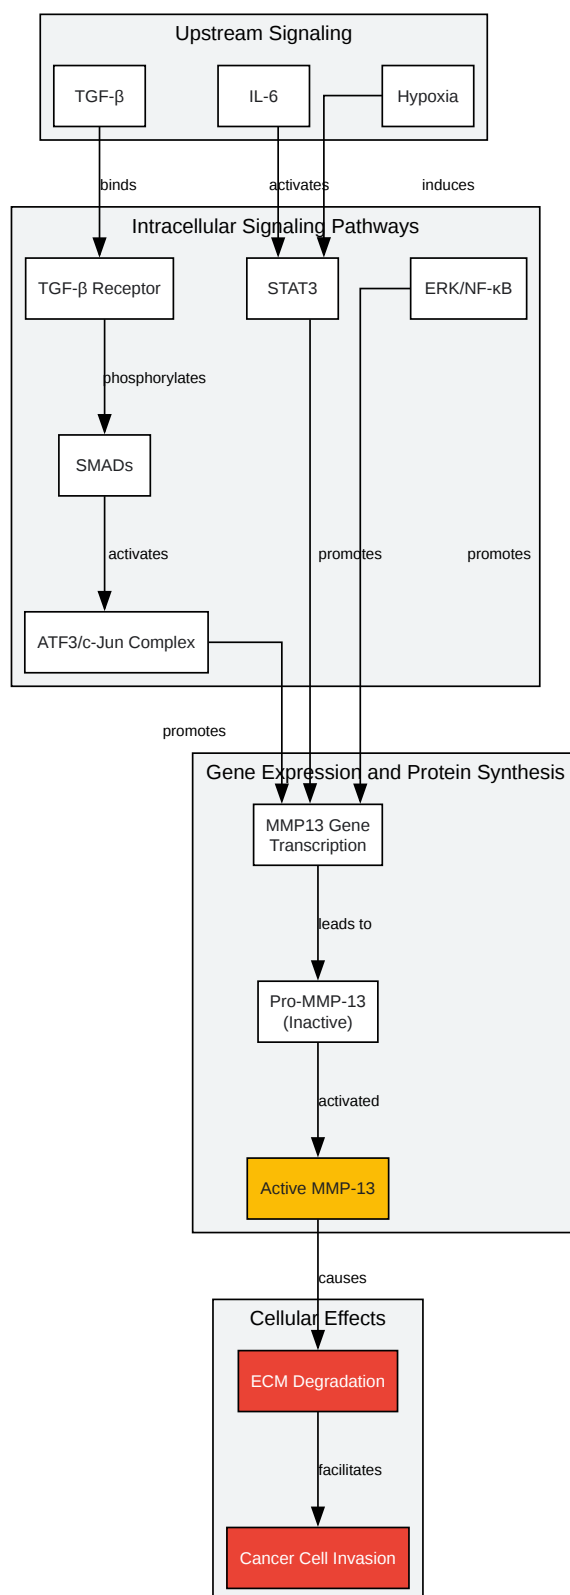 Upstream Signaling
TGF-β
IL-6
Hypoxia
binds
activates
induces
Intracellular Signaling Pathways
TGF-β Receptor
STAT3
ERK/NF-κB
phosphorylates
SMADs
activates
promotes
promotes
ATF3/c-Jun Complex
promotes
Gene Expression and Protein Synthesis
MMP13 Gene
Transcription
leads to
Pro-MMP-13
(Inactive)
activated
Active MMP-13
causes
Cellular Effects
ECM Degradation
facilitates
Cancer Cell Invasion